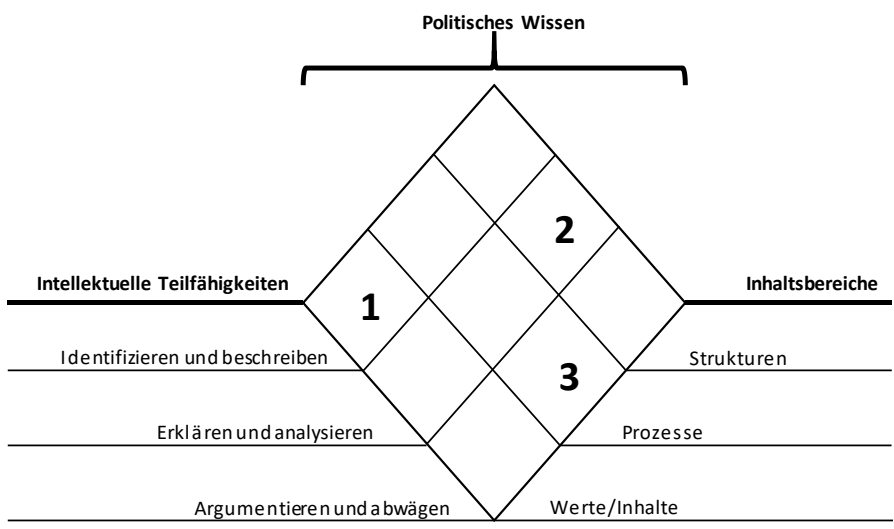 Politisches Wissen
2
Intellektuelle Teilfähigkeiten
Inhaltsbereiche
1
Identifizieren und beschreiben
Strukturen
3
Erklären und analysieren
Prozesse
Argumentieren und abwägen
Werte/Inhalte